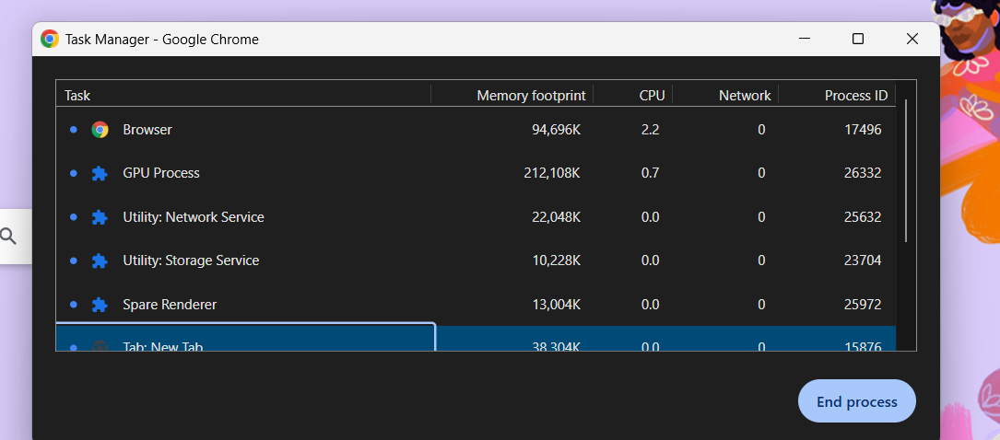 Task Manager - Google Chrome
Task Memory footprint CPU Network Process ID
Browser 94,696K 2.2 0 17496
GPU Process 212,108K 0.7 0 26332
Utility: Network Service 22,048K 0.0 0 25632
Utility: Storage Service 10,228K 0.0 0 23704
Spare Renderer 13,004K 0.0 0 25972
Tab: New Tab 38,304K 0.0 0 15876
End process